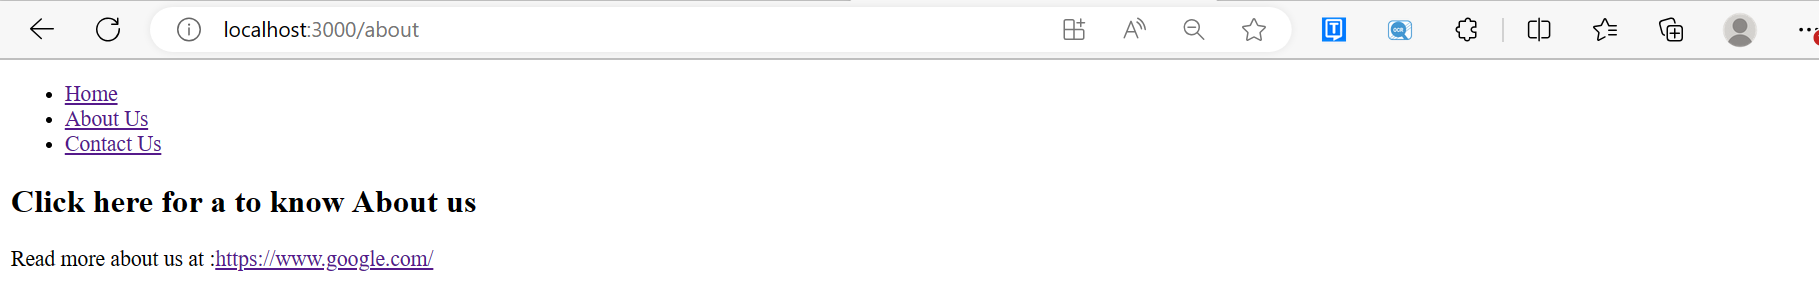 localhost:3000/about
Home
About Us
Contact Us
Click here for a to know About us
Read more about us at :https://www.google.com/